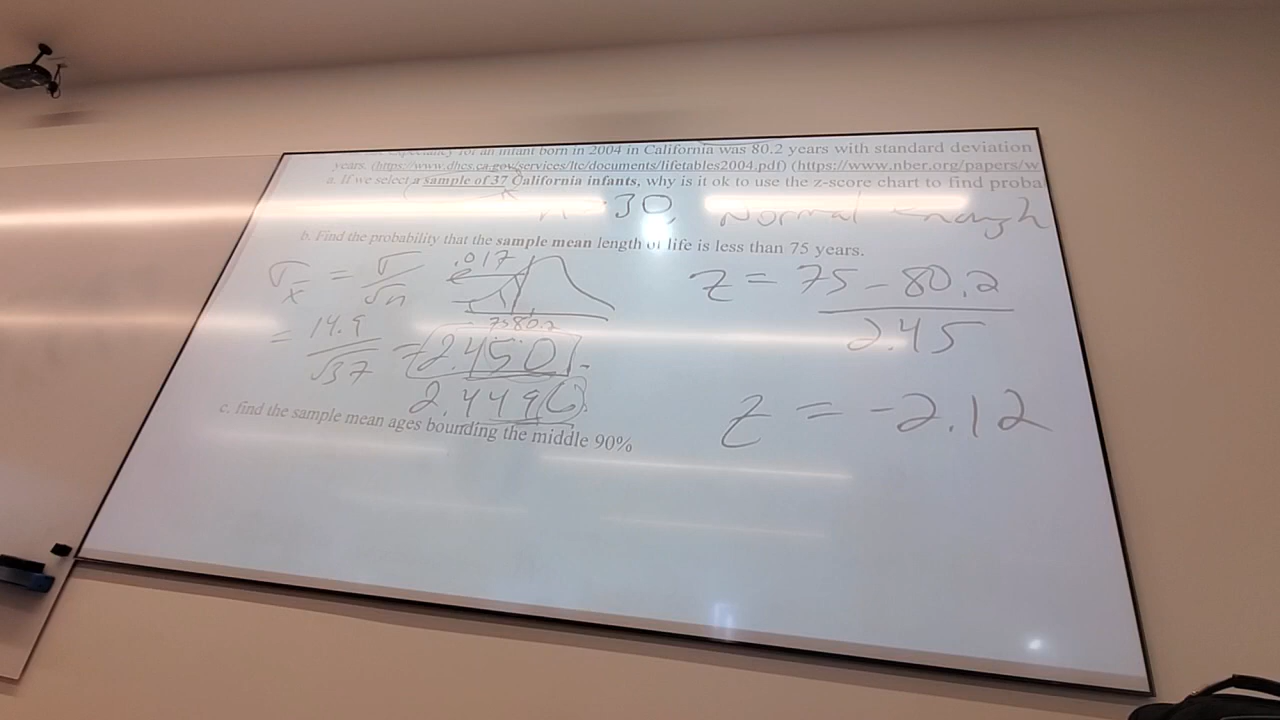 for an infant born in 2004 in California was 80.2 years with standard deviation
years. (https://www.dhcs.ca.gov/services/ltc/documents/lifetables2004.pdf) (https://www.nber.org/papers/w
a. If we select a sample of 37 California infants, why is it ok to use the z-score chart to find proba
30, Normal enough
b. Find the probability that the sample mean length of life is less than 75 years.
σx̄ = σ/√n
.017
75 80.2
z = 75 - 80.2 / 2.45
= 14.9/√37 = 2.450
2.4496
z = -2.12
c. find the sample mean ages bounding the middle 90%